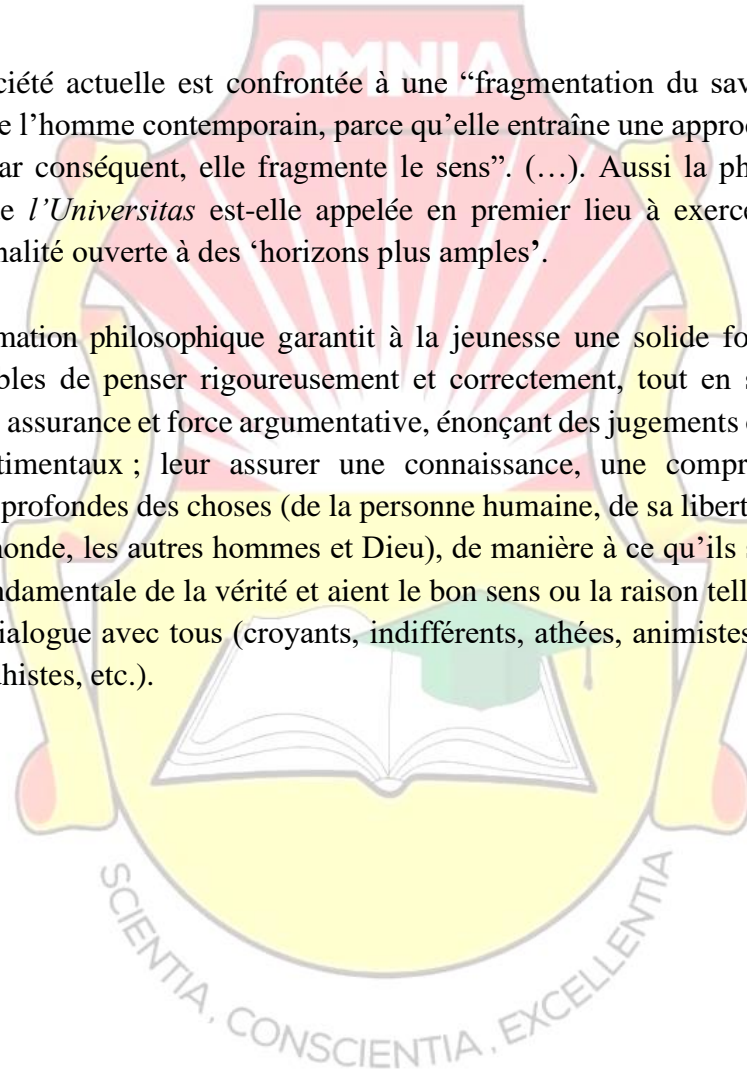 OMNIA
ciété actuelle est confrontée à une “fragmentation du sav
e l’homme contemporain, parce qu’elle entraîne une approc
ar conséquent, elle fragmente le sens”. (…). Aussi la ph
e l’Universitas est-elle appelée en premier lieu à exerc
nalité ouverte à des ‘horizons plus amples’.
mation philosophique garantit à la jeunesse une solide fo
bles de penser rigoureusement et correctement, tout en s
assurance et force argumentative, énonçant des jugements
timentaux ; leur assurer une connaissance, une compr
profondes des choses (de la personne humaine, de sa libert
onde, les autres hommes et Dieu), de manière à ce qu’ils s
ndamentale de la vérité et aient le bon sens ou la raison tell
ialogue avec tous (croyants, indifférents, athées, animistes
histes, etc.).
SCIENTIA, CONSCIENTIA, EXCELLENTIA